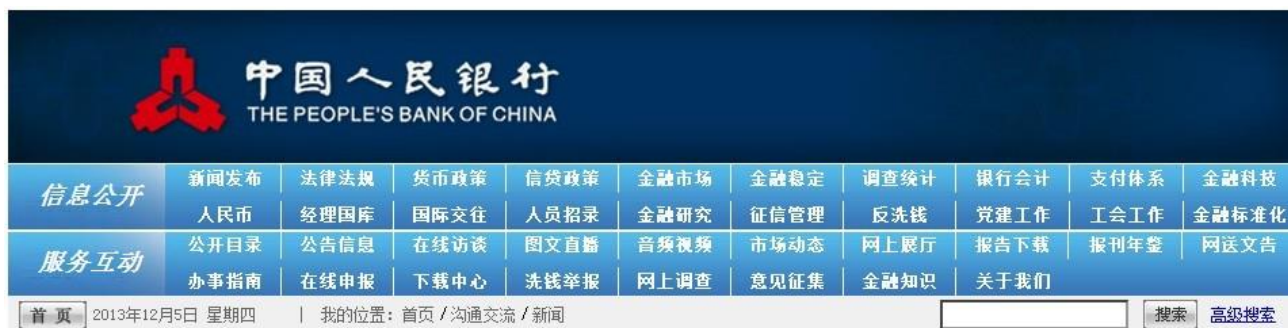 中国人民银行
THE PEOPLE'S BANK OF CHINA
信息公开
新闻发布 法律法规 货币政策 信贷政策 金融市场 金融稳定 调查统计 银行会计 支付体系 金融科技
人民币 经理国库 国际交往 人员招录 金融研究 征信管理 反洗钱 党建工作 工会工作 金融标准化
服务互动
公开目录 公告信息 在线访谈 图文直播 音频视频 市场动态 网上展厅 报告下载 报刊年鉴 网送文告
办事指南 在线申报 下载中心 洗钱举报 网上调查 意见征集 金融知识 关于我们
首 页 2013年12月5日 星期四 | 我的位置：首页 / 沟通交流 / 新闻 搜索 高级搜索